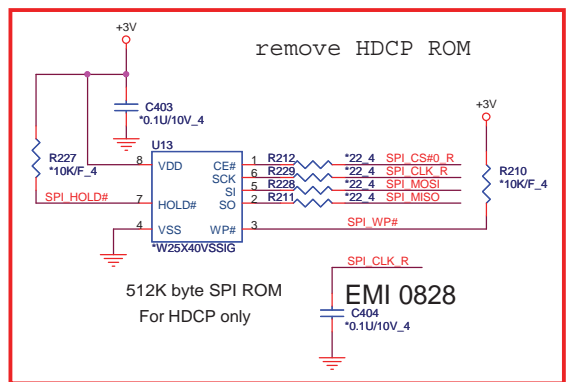 remove HDCP ROM
+3V
C403
*0.1U/10V_4
+3V
U13
R227
*10K/F_4
8 VDD CE# 1 R212 *22_4 SPI_CS#0_R
SCK 6 R229 *22_4 SPI_CLK_R
SI 5 R228 *22_4 SPI_MOSI
SPI_HOLD# 7 HOLD# SO 2 R211 *22_4 SPI_MISO
R210
*10K/F_4
4 VSS WP# 3 SPI_WP#
*W25X40VSSIG
SPI_CLK_R
512K byte SPI ROM
For HDCP only
EMI 0828
C404
*0.1U/10V_4